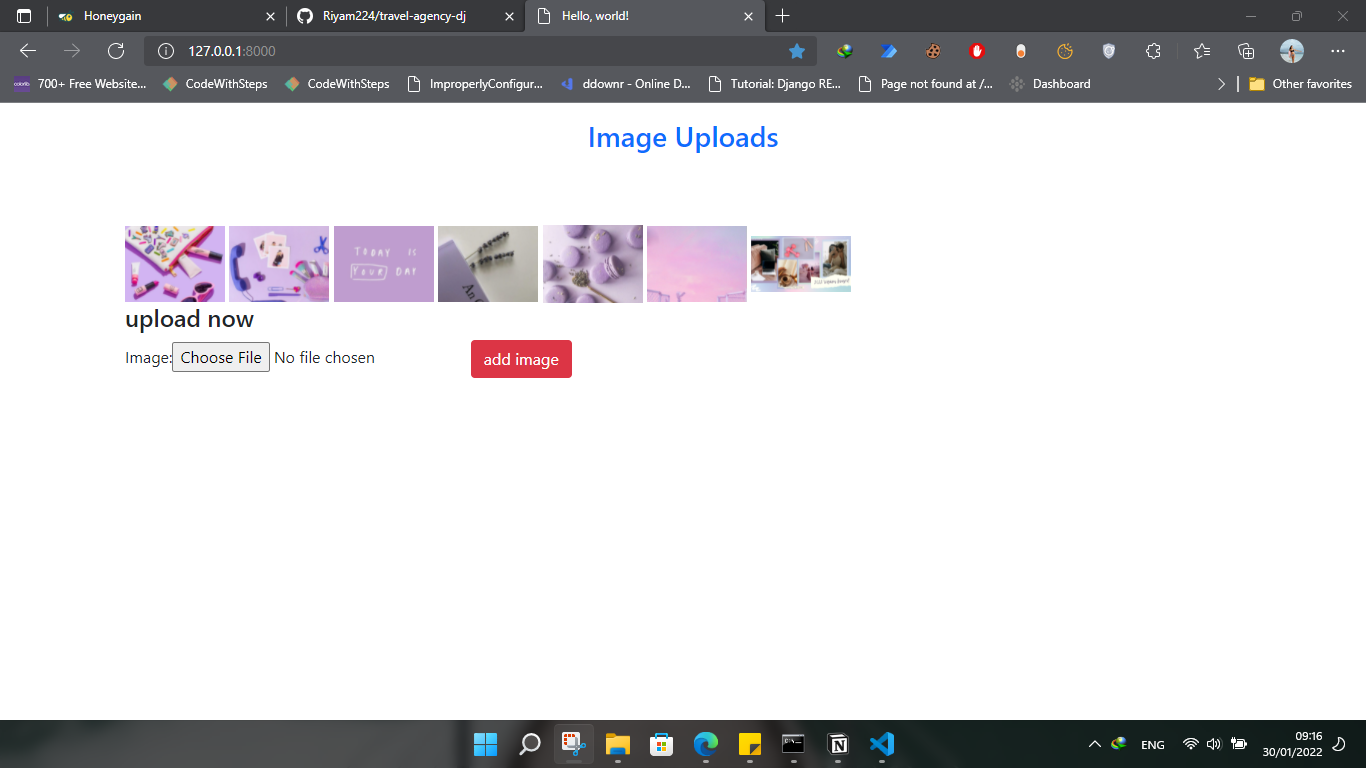 Honeygain
Riyam224/travel-agency-dj
Hello, world!
127.0.0.1:8000
700+ Free Website...
CodeWithSteps
CodeWithSteps
ImproperlyConfigur...
ddownr - Online D...
Tutorial: Django RE...
Page not found at /...
Dashboard
Other favorites
Image Uploads
TODAY IS
YOUR DAY
upload now
Image:
Choose File
No file chosen
add image
ENG
09:16
30/01/2022